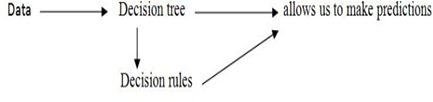 Data Decision tree allows us to make predictions
Decision rules